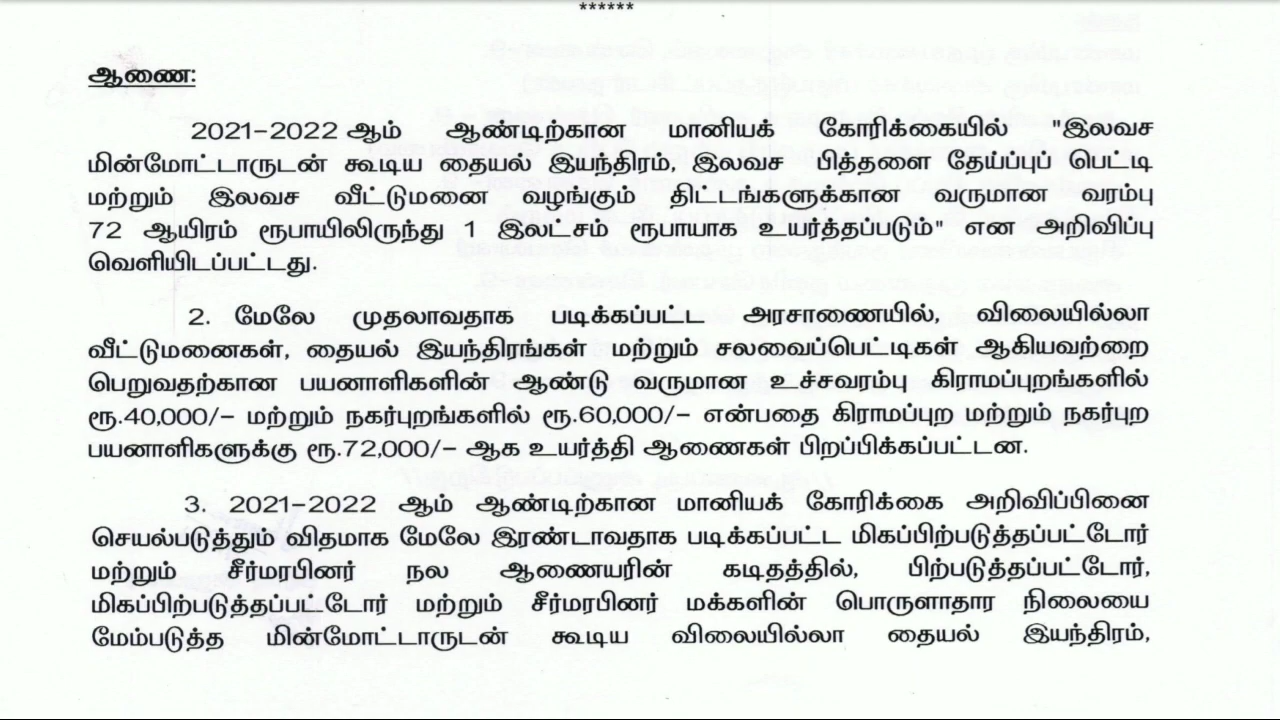 ******
ஆணை:
2021-2022 ஆம் ஆண்டிற்கான மானியக் கோரிக்கையில் "இலவச
மின்மோட்டாருடன் கூடிய தையல் இயந்திரம், இலவச பித்தளை தேய்ப்புப் பெட்டி
மற்றும் இலவச வீட்டுமனை வழங்கும் திட்டங்களுக்கான வருமான வரம்பு
72 ஆயிரம் ரூபாயிலிருந்து 1 இலட்சம் ரூபாயாக உயர்த்தப்படும்" என அறிவிப்பு
வெளியிடப்பட்டது.
2. மேலே முதலாவதாக படிக்கப்பட்ட அரசாணையில், விலையில்லா
வீட்டுமனைகள், தையல் இயந்திரங்கள் மற்றும் சலவைப்பெட்டிகள் ஆகியவற்றை
பெறுவதற்கான பயனாளிகளின் ஆண்டு வருமான உச்சவரம்பு கிராமப்புறங்களில்
ரூ.40,000/- மற்றும் நகர்புறங்களில் ரூ.60,000/- என்பதை கிராமப்புற மற்றும் நகர்புற
பயனாளிகளுக்கு ரூ.72,000/- ஆக உயர்த்தி ஆணைகள் பிறப்பிக்கப்பட்டன.
3. 2021-2022 ஆம் ஆண்டிற்கான மானியக் கோரிக்கை அறிவிப்பினை
செயல்படுத்தும் விதமாக மேலே இரண்டாவதாக படிக்கப்பட்ட மிகப்பிற்படுத்தப்பட்டோர்
மற்றும் சீர்மரபினர் நல ஆணையரின் கடிதத்தில், பிற்படுத்தப்பட்டோர்,
மிகப்பிற்படுத்தப்பட்டோர் மற்றும் சீர்மரபினர் மக்களின் பொருளாதார நிலையை
மேம்படுத்த மின்மோட்டாருடன் கூடிய விலையில்லா தையல் இயந்திரம்,